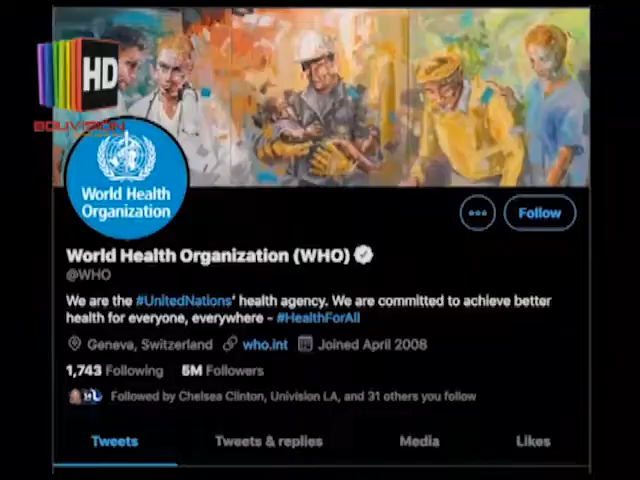 HD
BOLIVISIÓN
World Health
Organization
Follow
World Health Organization (WHO)
@WHO
We are the #UnitedNations' health agency. We are committed to achieve better
health for everyone, everywhere - #HealthForAll
Geneva, Switzerland who.int Joined April 2008
1,743 Following 5M Followers
Followed by Chelsea Clinton, Univision LA, and 31 others you follow
Tweets Tweets & replies Media Likes